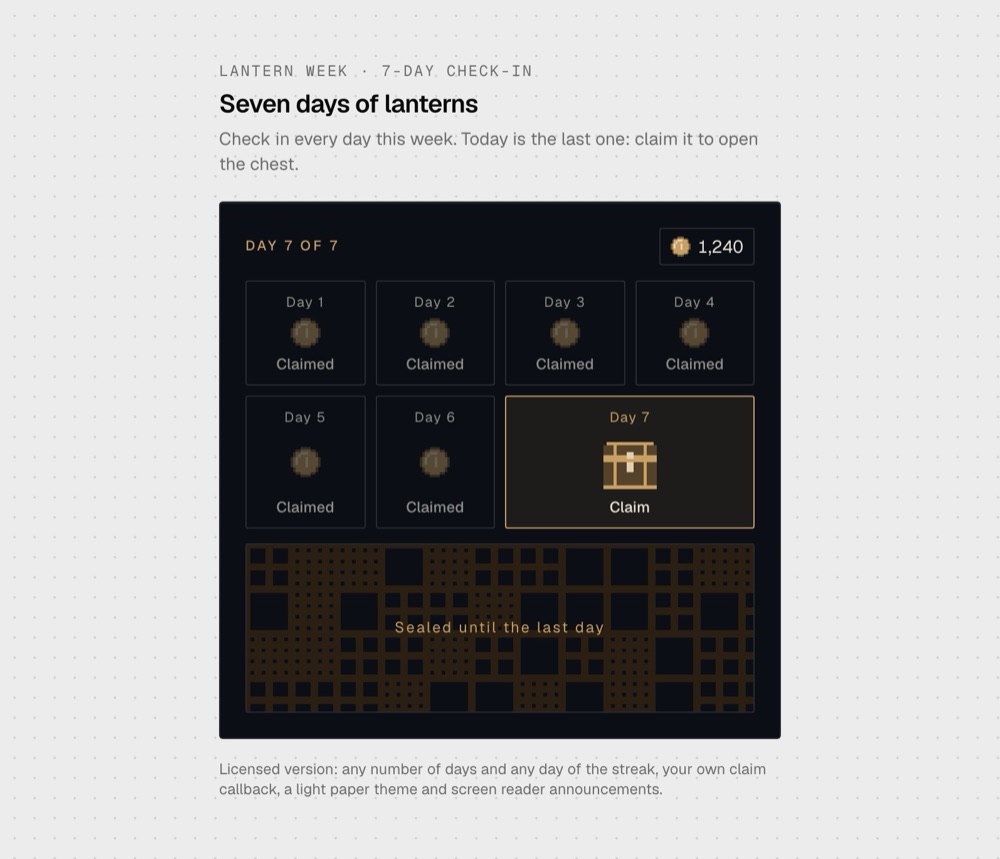 LANTERN WEEK · 7-DAY CHECK-IN
Seven days of lanterns
Check in every day this week. Today is the last one: claim it to open
the chest.
DAY 7 OF 7
1,240
Day 1
Day 2
Day 3
Day 4
Claimed
Claimed
Claimed
Claimed
Day 5
Day 6
Day 7
Claimed
Claimed
Claim
Sealed until the last day
Licensed version: any number of days and any day of the streak, your own claim
callback, a light paper theme and screen reader announcements.